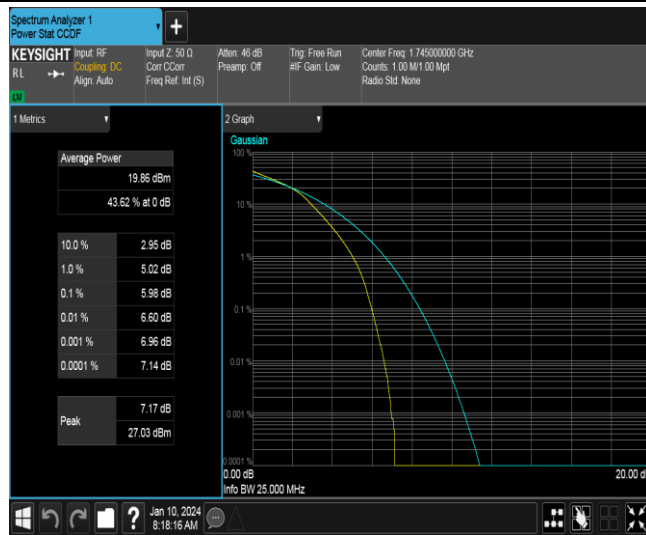 Spectrum Analyzer 1
Power Stat CCDF
+
KEYSIGHT
RL
LV
Input: RF
Coupling: DC
Align: Auto
Input Z: 50 Ω
Corr CCorr
Freq Ref: Int (S)
Atten: 46 dB
Preamp: Off
Trig: Free Run
#IF Gain: Low
Center Freq: 1.745000000 GHz
Counts: 1.00 M/1.00 Mpt
Radio Std: None
1 Metrics
Average Power
19.86 dBm
43.62 % at 0 dB
10.0 % 2.95 dB
1.0 % 5.02 dB
0.1 % 5.98 dB
0.01 % 6.60 dB
0.001 % 6.96 dB
0.0001 % 7.14 dB
Peak
7.17 dB
27.03 dBm
2 Graph
Gaussian
100 %
10 %
1 %
0.1 %
0.01 %
0.001 %
0.0001 %
0.00 dB
20.00 d
Info BW 25.000 MHz
?
Jan 10, 2024
8:18:16 AM